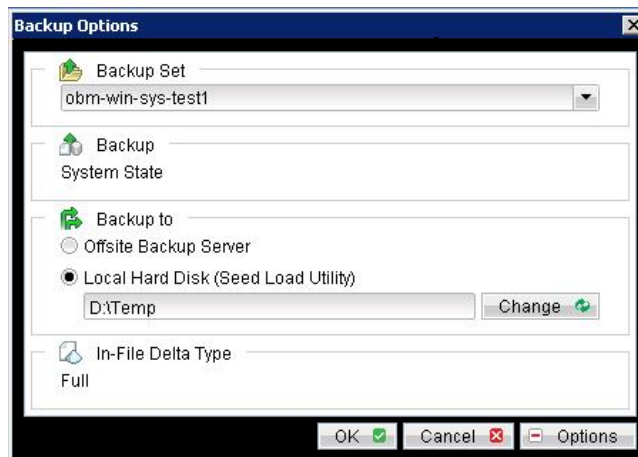 Backup Options
Backup Set
obm-win-sys-test1
Backup
System State
Backup to
Offsite Backup Server
Local Hard Disk (Seed Load Utility)
D:\Temp
Change
In-File Delta Type
Full
OK
Cancel
Options